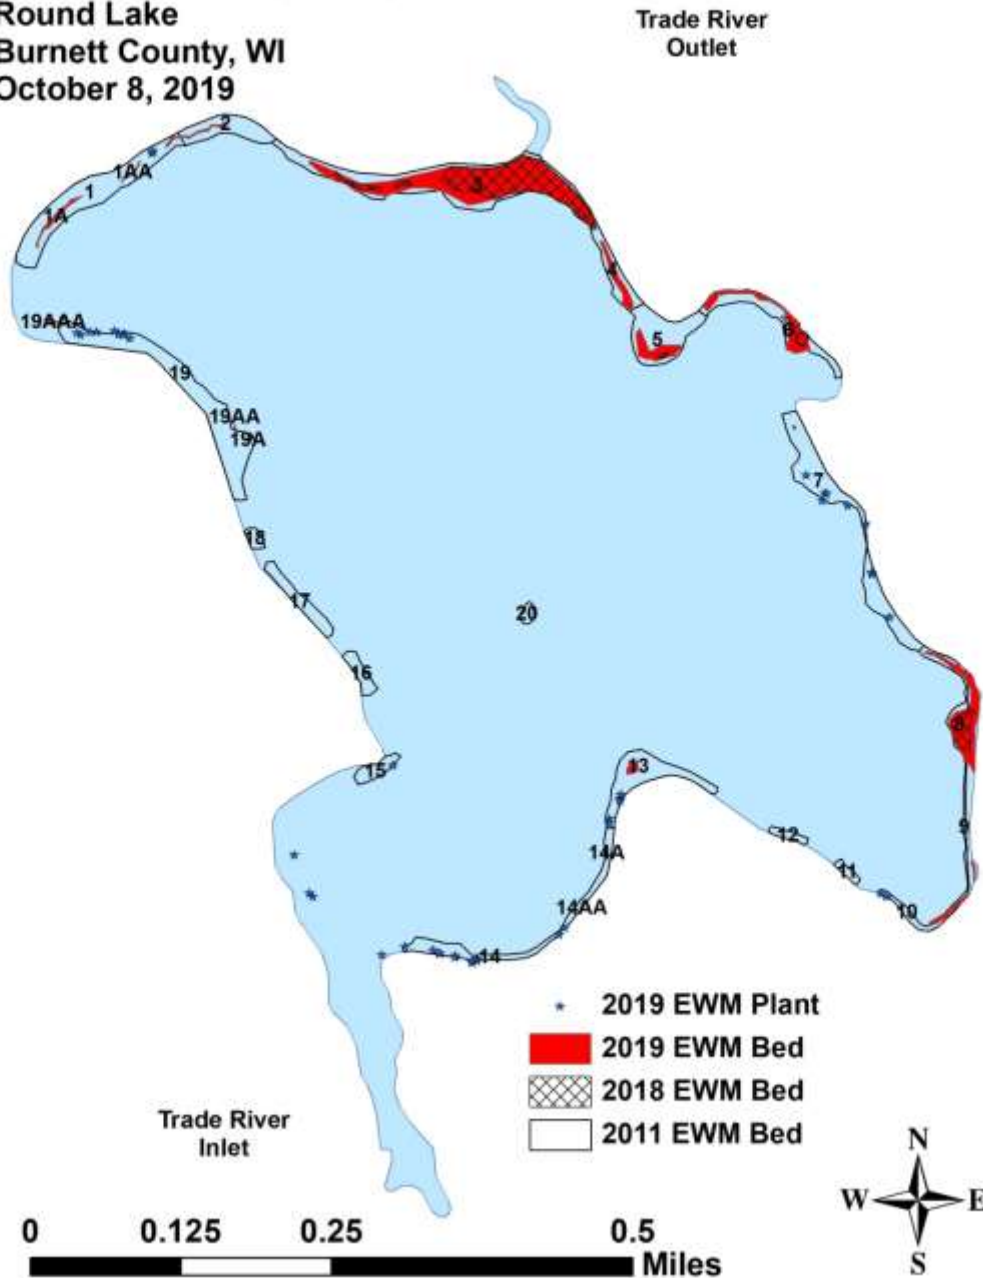 Round Lake
Burnett County, WI
October 8, 2019
Trade River
Outlet
2
1AA
1
1A
3
4
5
6
19AAA
19
19AA
19A
7
18
17
20
16
8
15
13
9
12
14A
11
14AA
10
14
2019 EWM Plant
2019 EWM Bed
2018 EWM Bed
2011 EWM Bed
Trade River
Inlet
N
W E
S
0 0.125 0.25 0.5
Miles